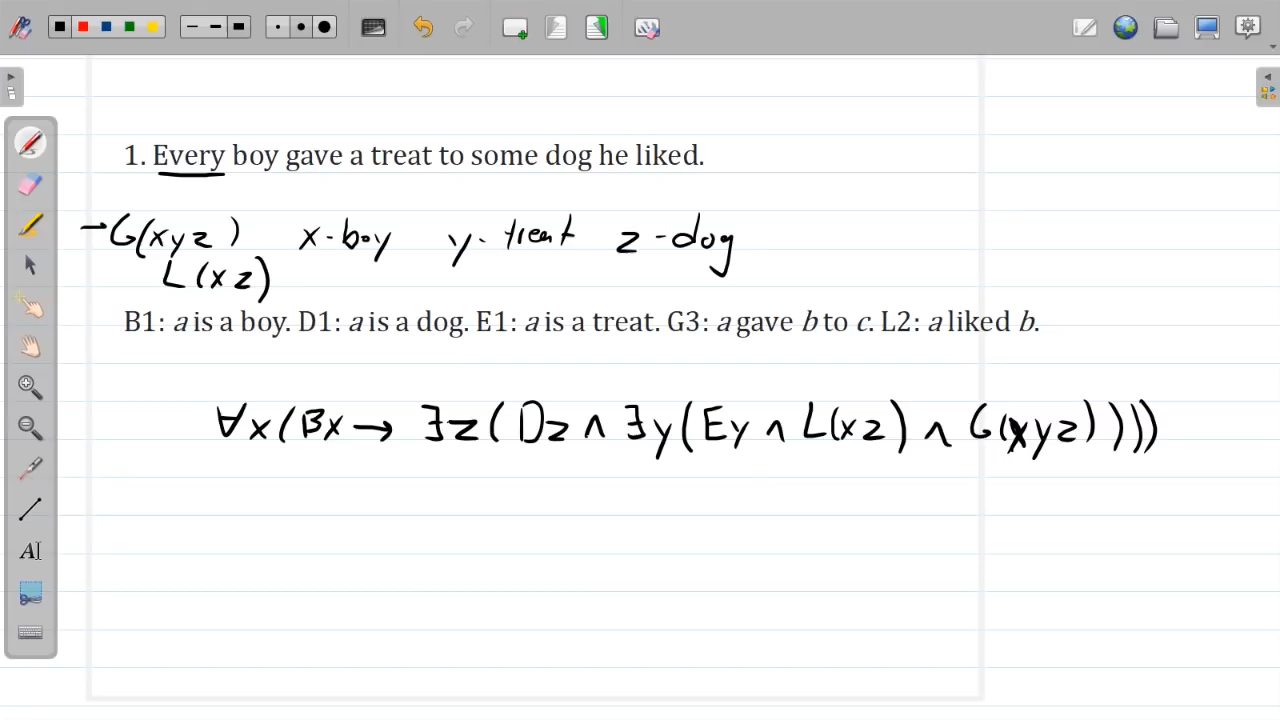 1. Every boy gave a treat to some dog he liked.
→G(xyz) x-boy y-treat z-dog
L(xz)
B1: a is a boy. D1: a is a dog. E1: a is a treat. G3: a gave b to c. L2: a liked b.
∀x(Bx→ ∃z(Dz∧∃y(Ey∧L(xz)∧G(xyz))))